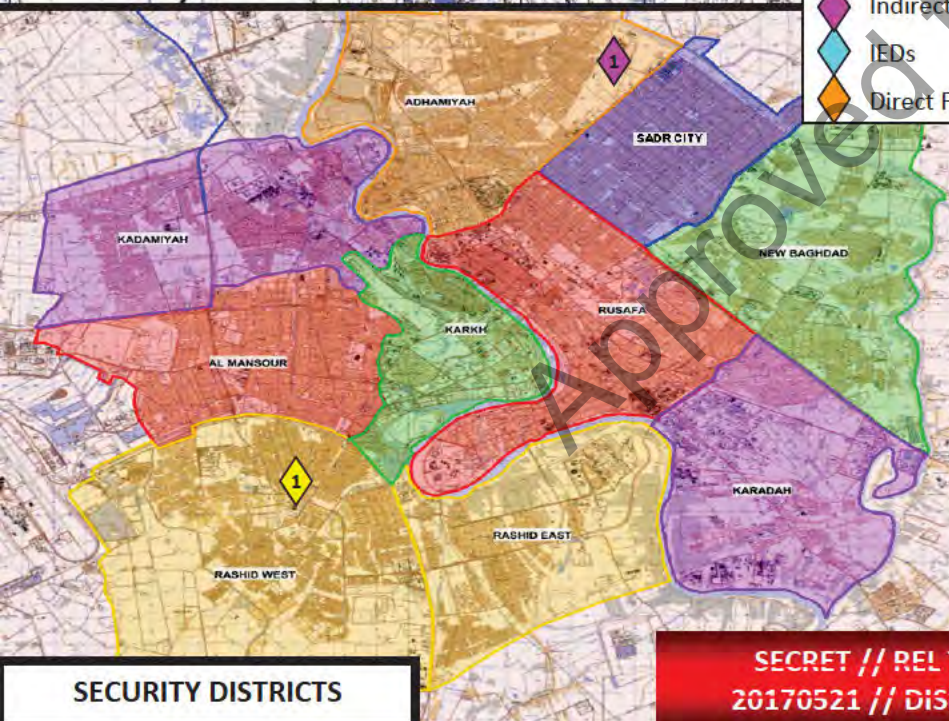 Indirect
IEDs
Direct F
1
ADHAMIYAH
SADR CITY
KADAMIYAH
NEW BAGHDAD
RUSAFA
KARKH
AL MANSOUR
1
KARADAH
RASHID EAST
RASHID WEST
Approved
SECURITY DISTRICTS
SECRET // REL
20170521 // DIS